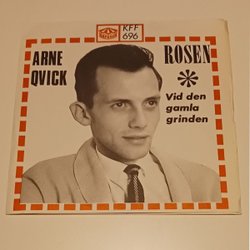 KFF
696
ARNE
QVICK
ROSEN
Vid den
gamla
grinden